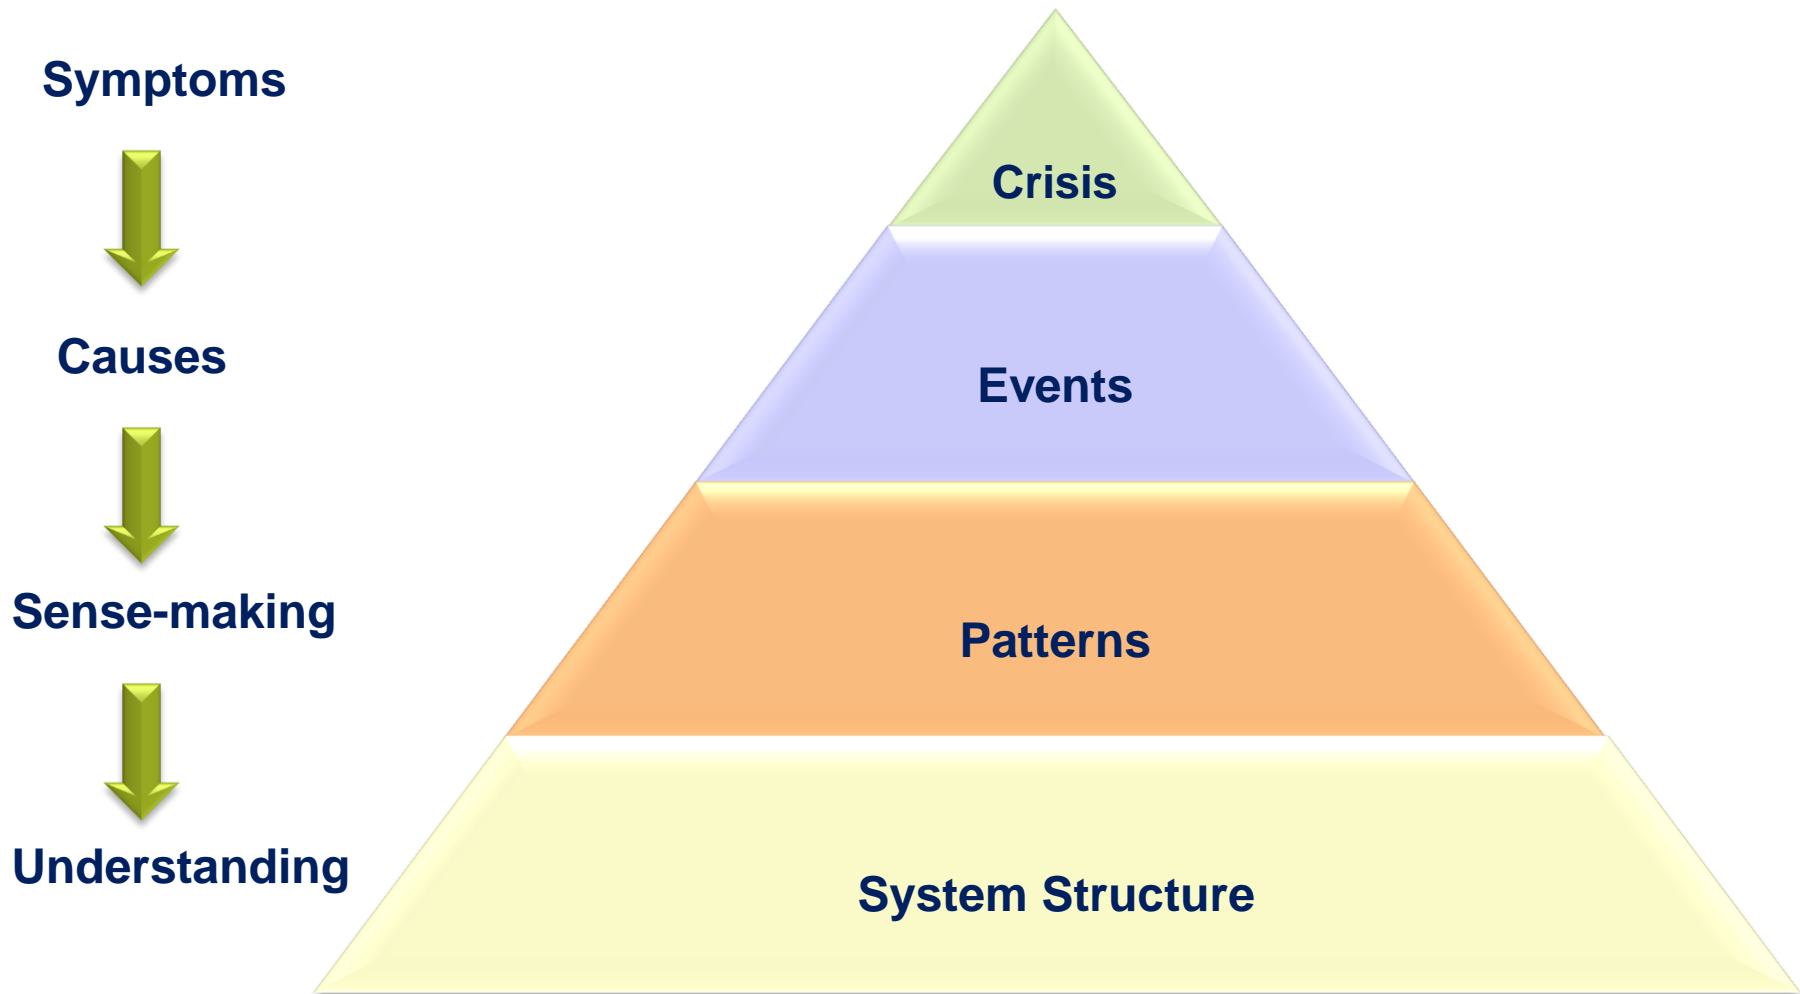 Symptoms
Crisis
Causes
Events
Sense-making
Patterns
Understanding
System Structure